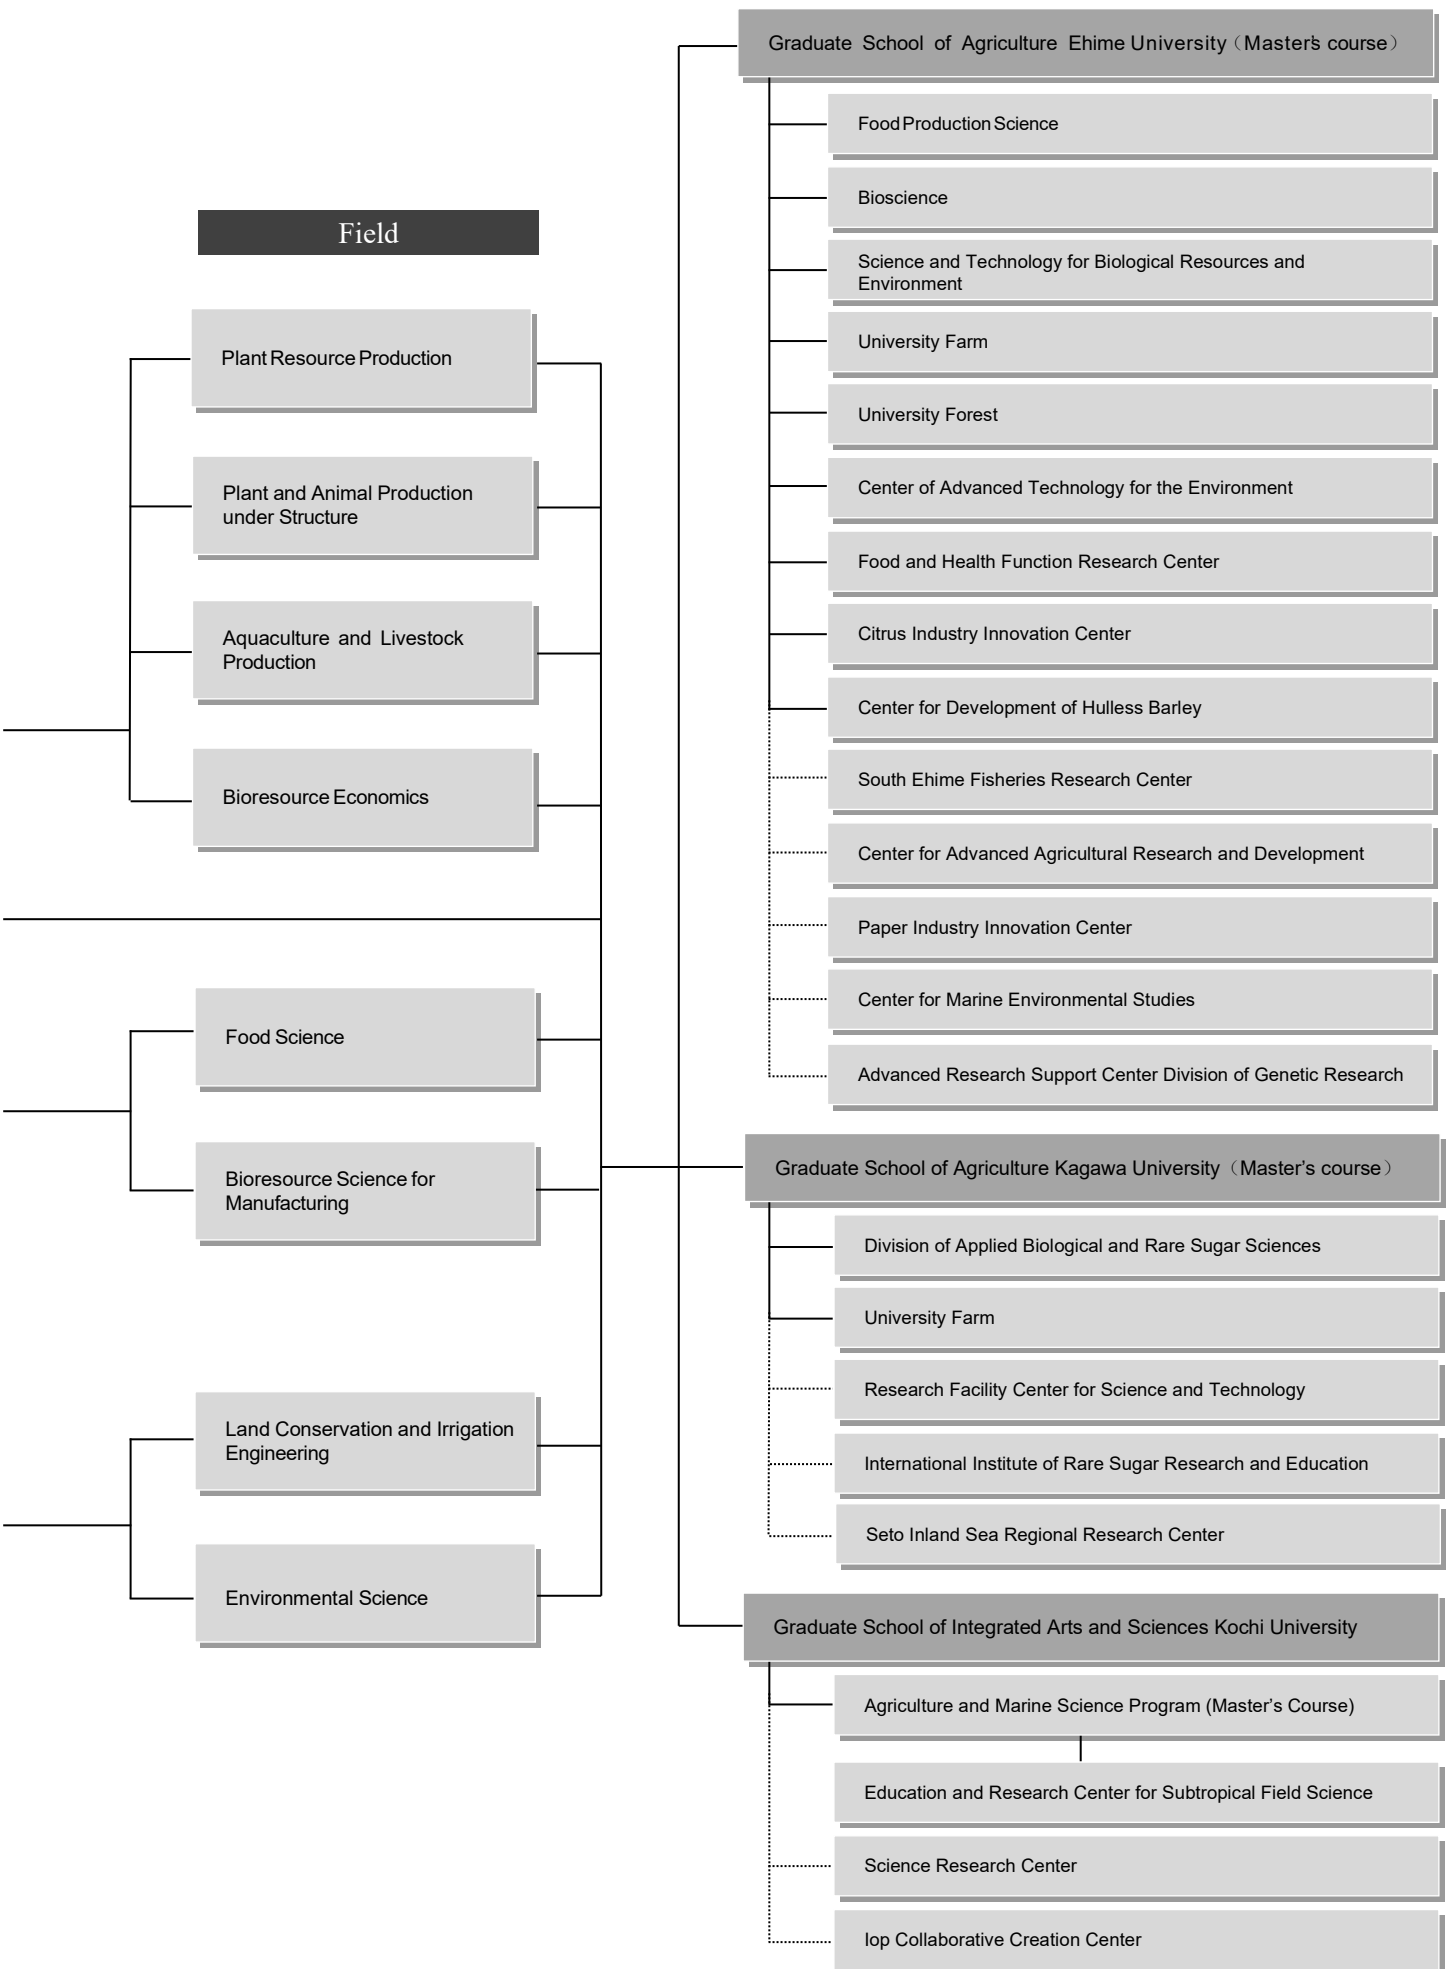 Field
Plant Resource Production
Plant and Animal Production
under Structure
Aquaculture and Livestock
Production
Bioresource Economics
Food Science
Bioresource Science for
Manufacturing
Land Conservation and Irrigation
Engineering
Environmental Science
Graduate School of Agriculture Ehime University（Master's course）
Food Production Science
Bioscience
Science and Technology for Biological Resources and
Environment
University Farm
University Forest
Center of Advanced Technology for the Environment
Food and Health Function Research Center
Citrus Industry Innovation Center
Center for Development of Hulless Barley
South Ehime Fisheries Research Center
Center for Advanced Agricultural Research and Development
Paper Industry Innovation Center
Center for Marine Environmental Studies
Advanced Research Support Center Division of Genetic Research
Graduate School of Agriculture Kagawa University（Master’s course）
Division of Applied Biological and Rare Sugar Sciences
University Farm
Research Facility Center for Science and Technology
International Institute of Rare Sugar Research and Education
Seto Inland Sea Regional Research Center
Graduate School of Integrated Arts and Sciences Kochi University
Agriculture and Marine Science Program (Master’s Course)
Education and Research Center for Subtropical Field Science
Science Research Center
Iop Collaborative Creation Center